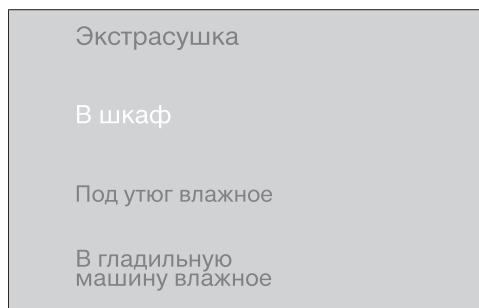 Экстрасушка
В шкаф
Под утюг влажное
В гладильную
машину влажное